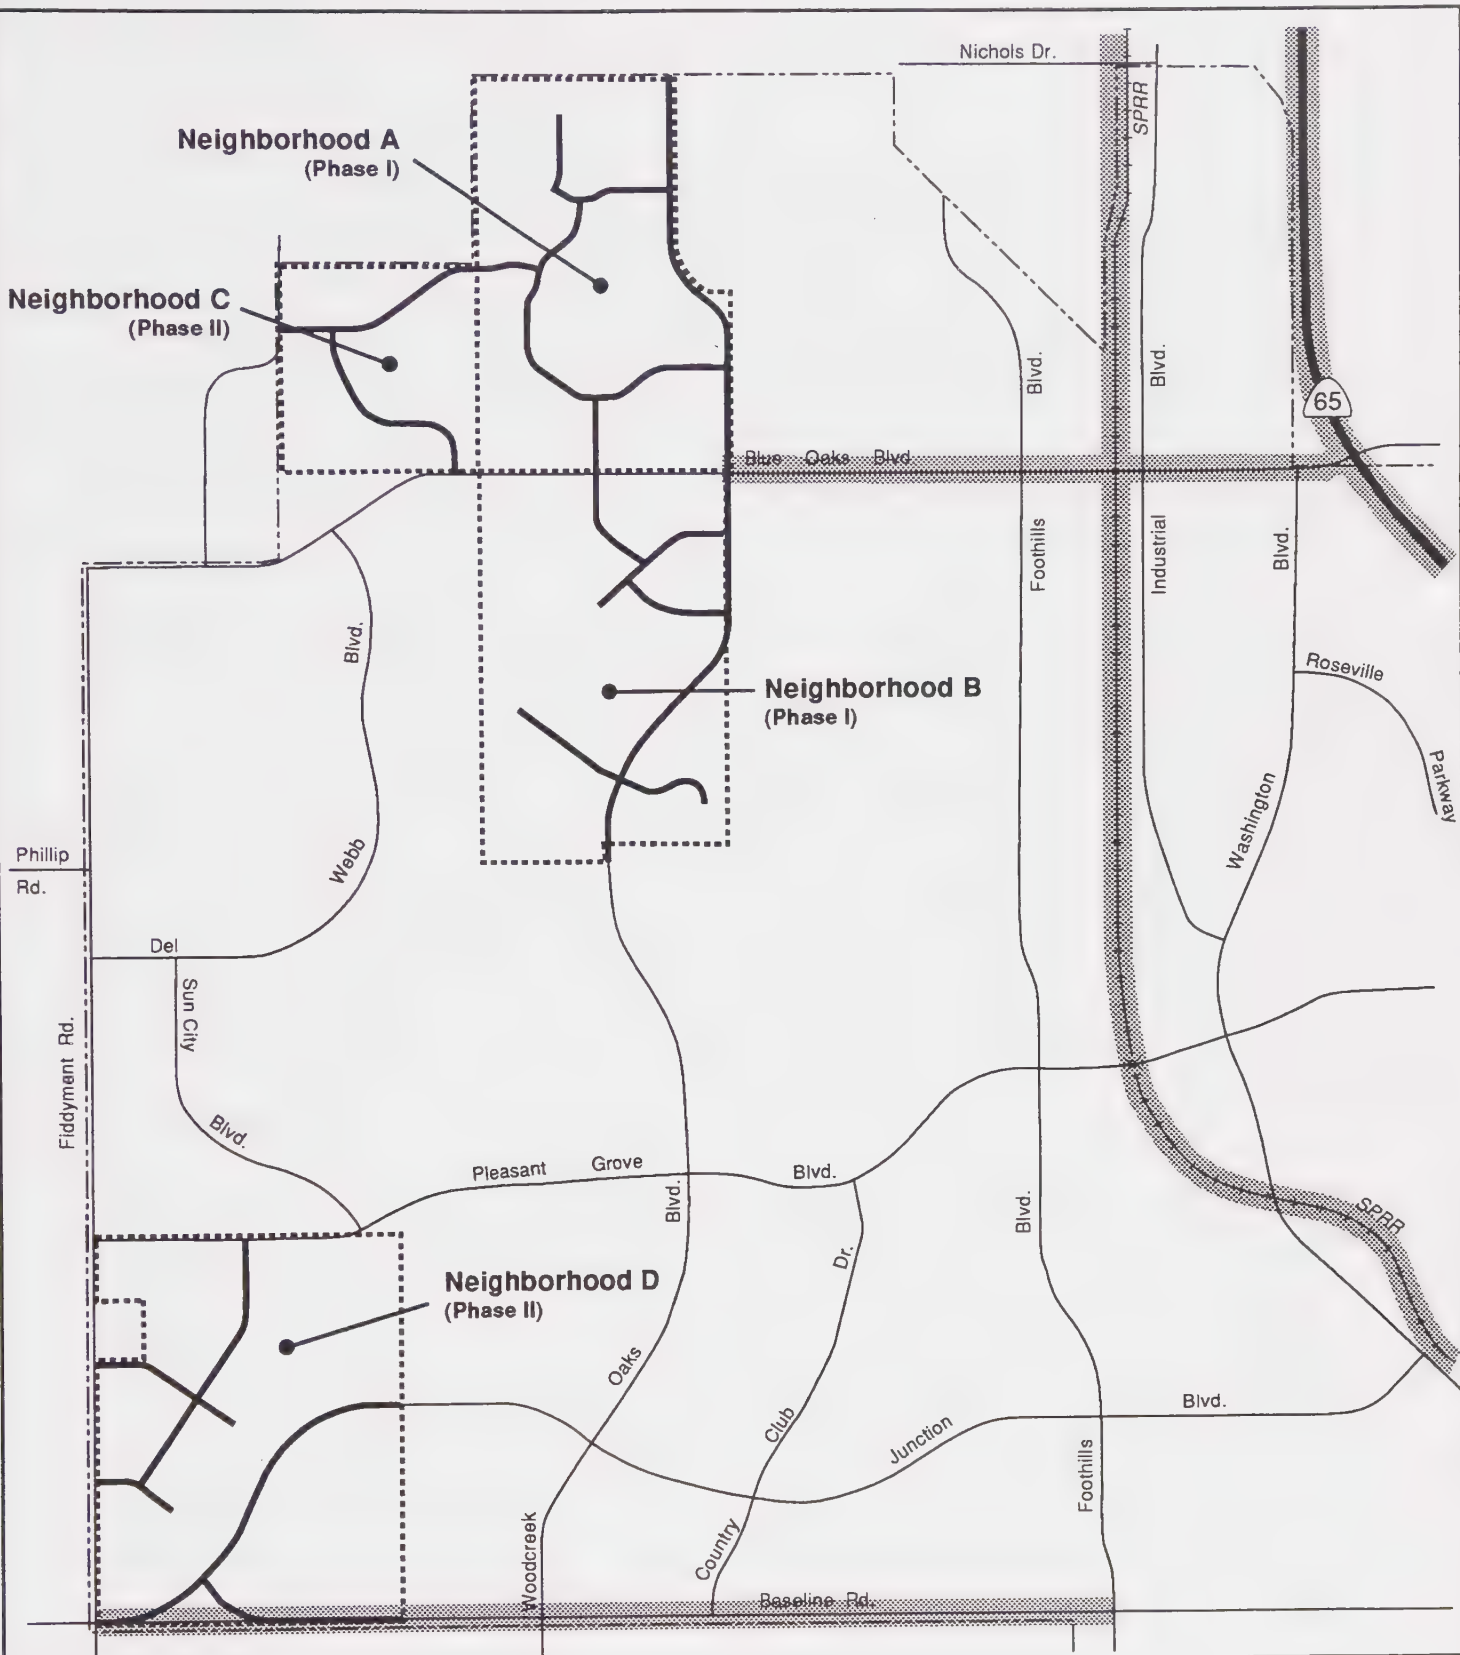 Nichols Dr.
SPRR
Neighborhood A
(Phase I)
Neighborhood C
(Phase II)
Blvd.
Blvd.
65
Blue Oaks Blvd.
Foothills
Industrial
Blvd.
Blvd.
Roseville
Parkway
Neighborhood B
(Phase I)
Washington
Webb
Phillip
Rd.
Del
Sun City
Fiddyment Rd.
Blvd.
Pleasant Grove Blvd.
Blvd.
Blvd.
SPRR
Dr.
Neighborhood D
(Phase II)
Oaks
Club
Junction
Blvd.
Foothills
Woodcreek
Country
Baseline Rd.